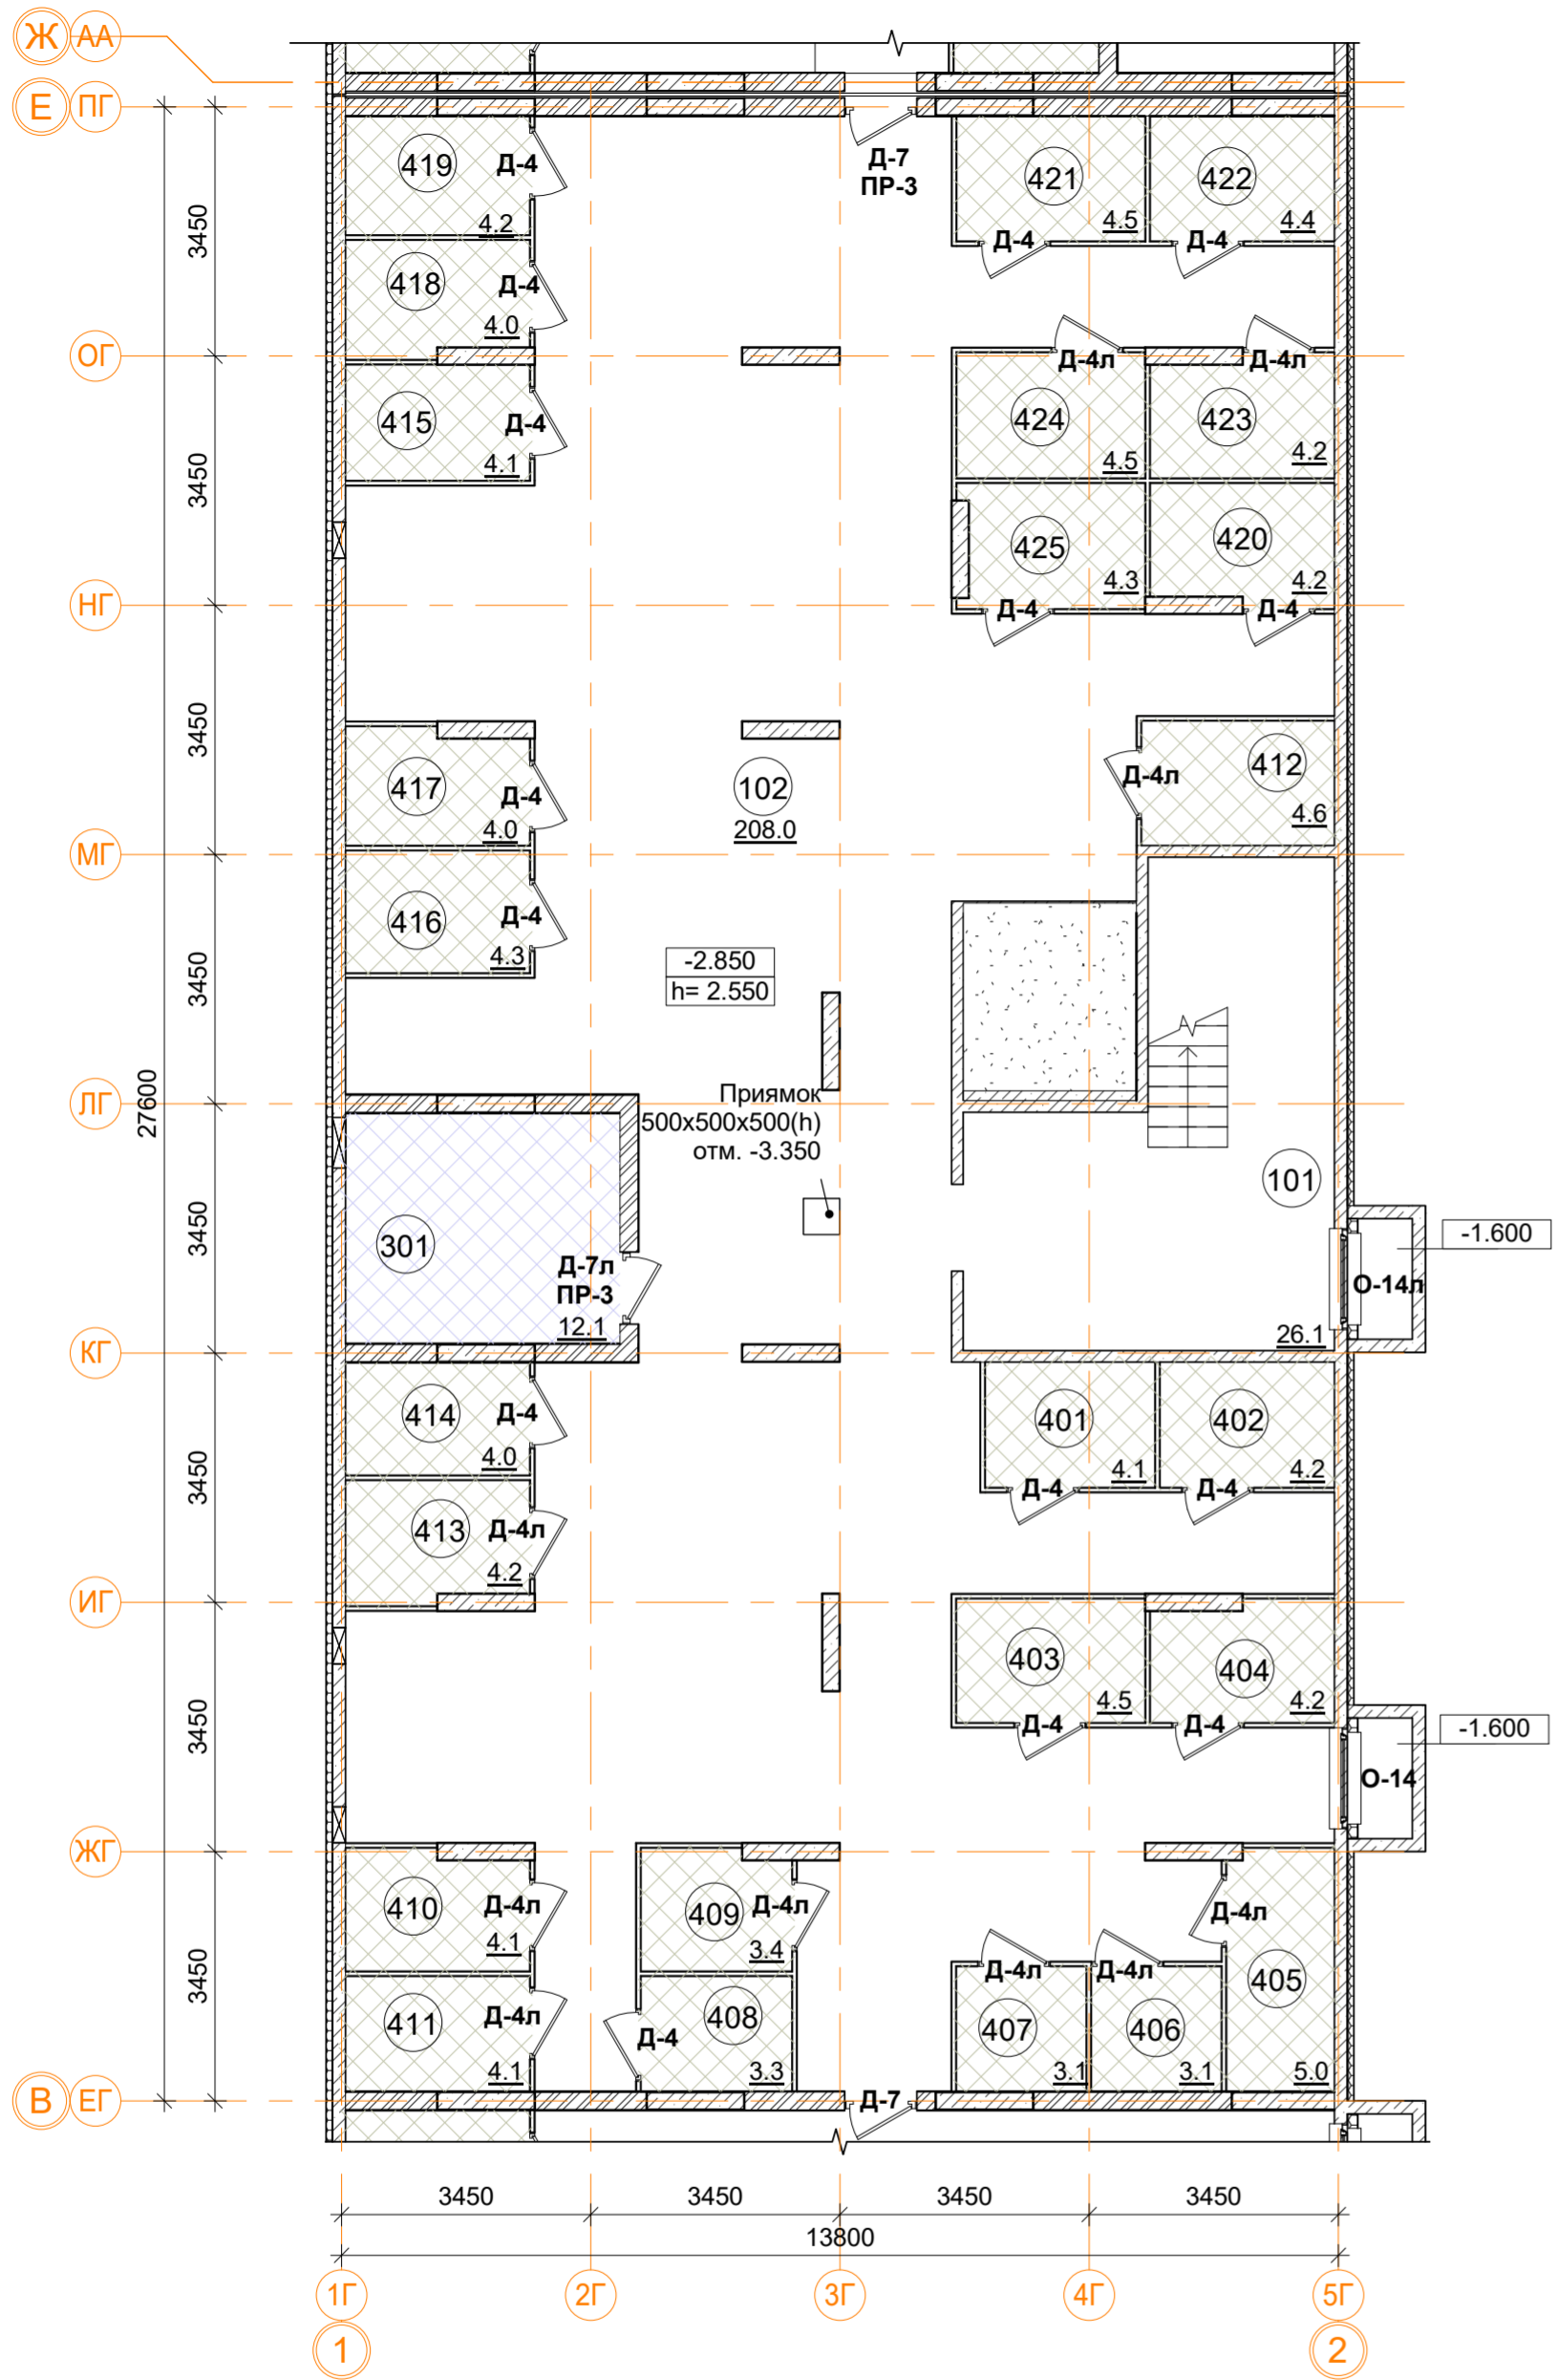 Ж АА
Е ПГ
419
Д-4
4.2
Д-7
ПР-3
421
4.5
Д-4
422
4.4
Д-4
3450
418
Д-4
4.0
ОГ
Д-4л
Д-4л
415
Д-4
4.1
424
4.5
423
4.2
3450
425
4.3
420
4.2
НГ
Д-4
Д-4
3450
417
Д-4
4.0
102
208.0
412
Д-4л
4.6
МГ
416
Д-4
4.3
-2.850
h= 2.550
3450
ЛГ
27600
Приямок
500х500х500(h)
отм. -3.350
101
301
3450
Д-7л
ПР-3
12.1
-1.600
О-14л
26.1
КГ
414
Д-4
4.0
401
4.1
Д-4
402
4.2
Д-4
3450
413
Д-4л
4.2
ИГ
403
4.5
Д-4
404
4.2
Д-4
3450
-1.600
О-14
ЖГ
410
Д-4л
4.1
409
Д-4л
3.4
Д-4л
405
5.0
3450
411
Д-4л
4.1
408
Д-4
3.3
Д-4л
407
3.1
Д-4л
406
3.1
В ЕГ
Д-7
3450 3450 3450 3450
13800
1Г 2Г 3Г 4Г 5Г
1 2